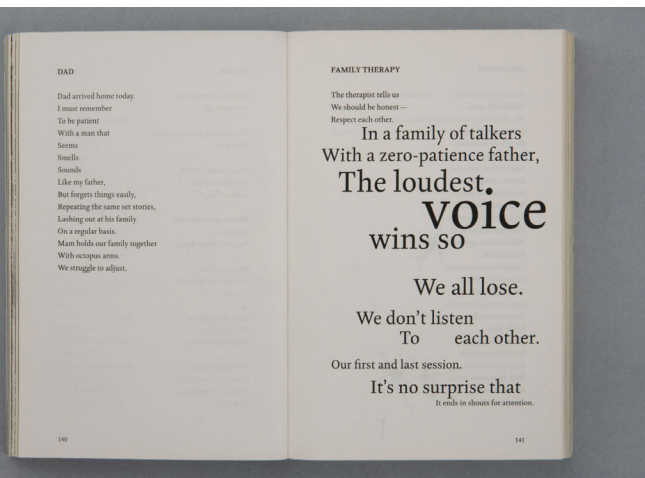 DAD
Dad arrived home today.
I must remember
To be patient
With a man that
Seems
Smells
Sounds
Like my father,
But forgets things easily,
Repeating the same set stories,
Lashing out at his family
On a regular basis.
Mam holds our family together
With octopus arms.
We struggle to adjust.
140
FAMILY THERAPY
The therapist tells us
We should be honest –
Respect each other.
In a family of talkers
With a zero-patience father,
The loudest
voice
wins so
We all lose.
We don't listen
To each other.
Our first and last session.
It's no surprise that
It ends in shouts for attention.
141